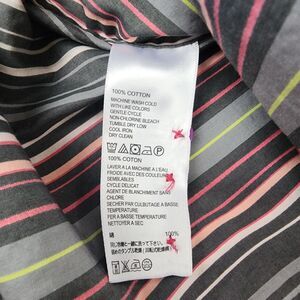 100% COTTON
MACHINE WASH COLD
WITH LIKE COLORS
GENTLE CYCLE
NON-CHLORINE BLEACH
TUMBLE DRY LOW
COOL IRON
DRY CLEAN
100% COTON
LAVER A LA MACHINE A L'EAU
FROIDE AVEC DES COULEURS
SEMBLABLES
CYCLE DELICAT
AGENT DE BLANCHIMENT SANS
CHLORE
SECHER PAR CULBUTAGE A BASSE
TEMPERATURE
FER A BASSE TEMPERATURE
NETTOYER A SEC
綿 100%